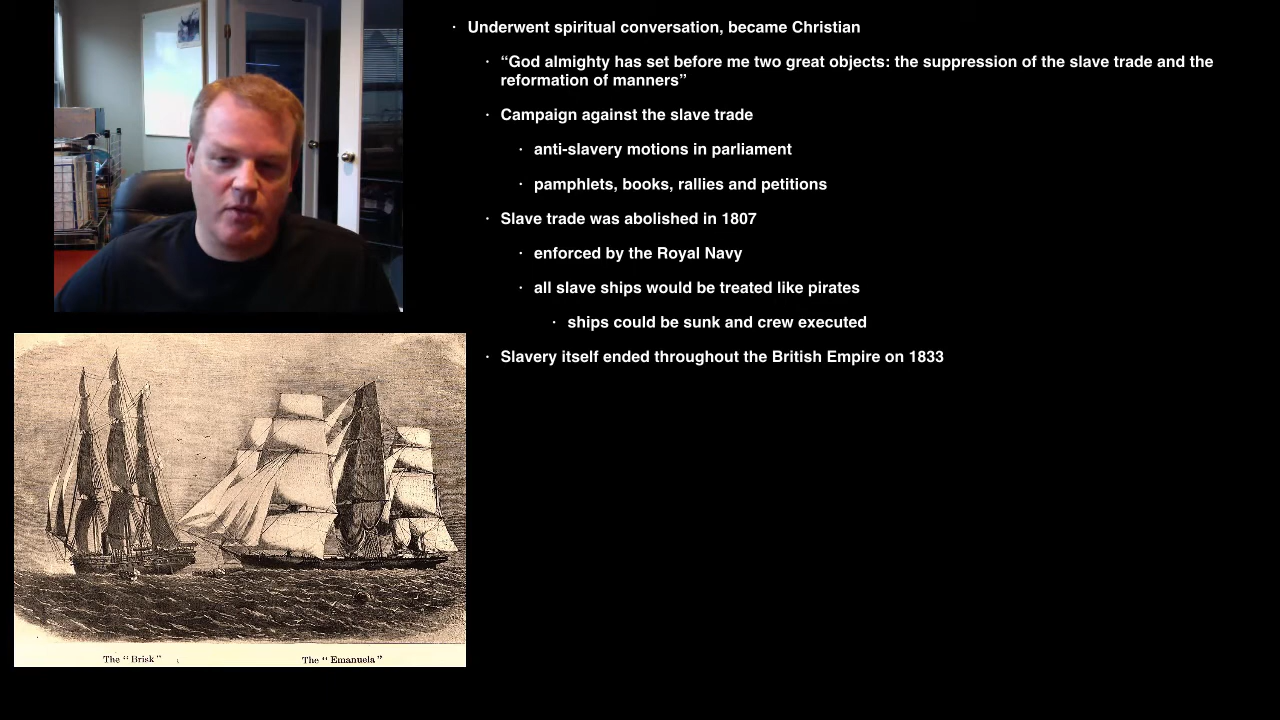 · Underwent spiritual conversation, became Christian
· “God almighty has set before me two great objects: the suppression of the slave trade and the
reformation of manners”
· Campaign against the slave trade
· anti-slavery motions in parliament
· pamphlets, books, rallies and petitions
· Slave trade was abolished in 1807
· enforced by the Royal Navy
· all slave ships would be treated like pirates
· ships could be sunk and crew executed
· Slavery itself ended throughout the British Empire on 1833
The “Brisk”
The “Emanuela”